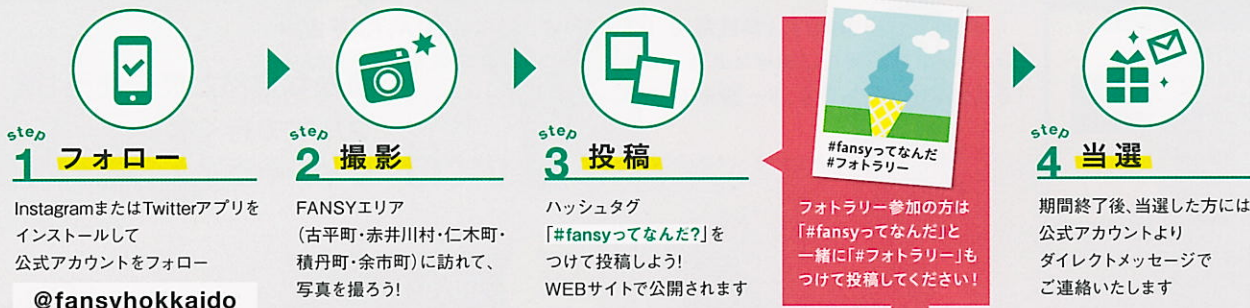 step
1 フォロー
InstagramまたはTwitterアプリを
インストールして
公式アカウントをフォロー
@fansyhokkaido
step
2 撮影
FANSYエリア
(古平町・赤井川村・仁木町・
積丹町・余市町)に訪れて、
写真を撮ろう!
step
3 投稿
ハッシュタグ
「#fansyってなんだ?」を
つけて投稿しよう!
WEBサイトで公開されます
#fansyってなんだ
#フォトラリー
フォトラリー参加の方は
「#fansyってなんだ」と
一緒に「#フォトラリー」も
つけて投稿してください!
step
4 当選
期間終了後、当選した方には
公式アカウントより
ダイレクトメッセージで
ご連絡いたします